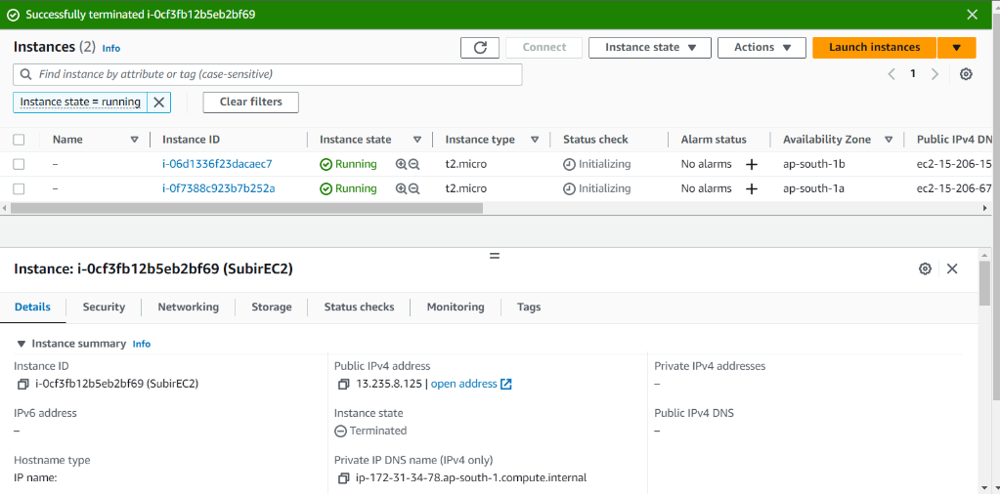 Successfully terminated i-0cf3fb12b5eb2bf69
Instances (2) Info
Connect Instance state Actions Launch instances
Find instance by attribute or tag (case-sensitive)
1
Instance state = running Clear filters
Name Instance ID Instance state Instance type Status check Alarm status Availability Zone Public IPv4 DN
– i-06d1336f23dacaec7 Running t2.micro Initializing No alarms + ap-south-1b ec2-15-206-15
– i-0f7388c923b7b252a Running t2.micro Initializing No alarms + ap-south-1a ec2-15-206-67
Instance: i-0cf3fb12b5eb2bf69 (SubirEC2)
Details Security Networking Storage Status checks Monitoring Tags
Instance summary Info
Instance ID Public IPv4 address Private IPv4 addresses
i-0cf3fb12b5eb2bf69 (SubirEC2) 13.235.8.125 | open address –
IPv6 address Instance state Public IPv4 DNS
– Terminated –
Hostname type Private IP DNS name (IPv4 only)
IP name: ip-172-31-34-78.ap-south-1.compute.internal